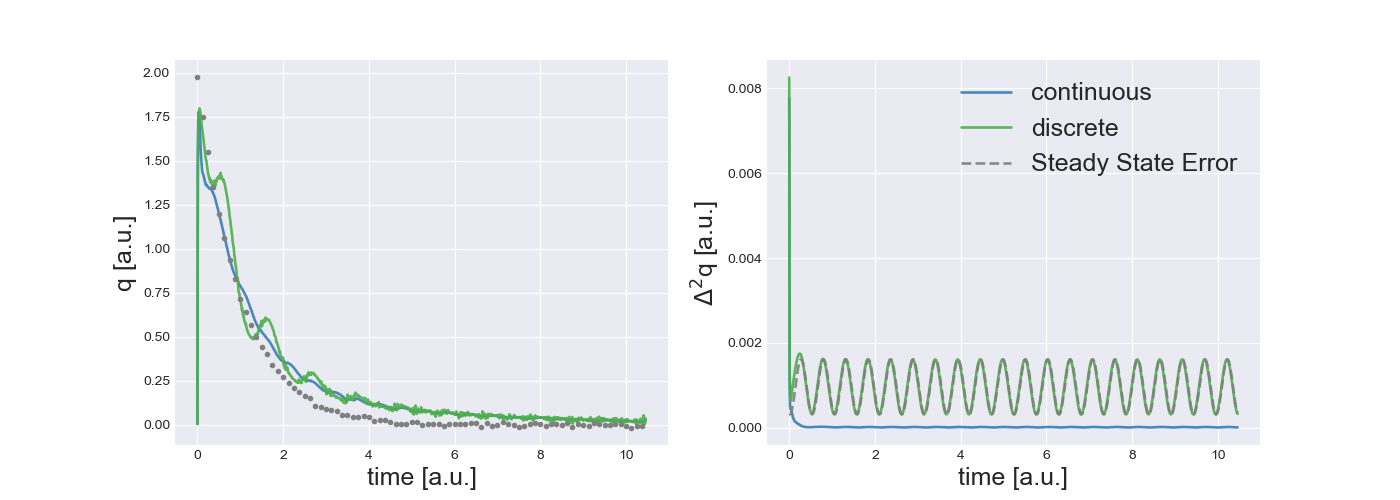 2.00
1.75
1.50
1.25
1.00
0.75
0.50
0.25
0.00
q [a.u.]
0 2 4 6 8 10
time [a.u.]
0.008
0.006
0.004
0.002
0.000
Δ²q [a.u.]
continuous
discrete
Steady State Error
0 2 4 6 8 10
time [a.u.]